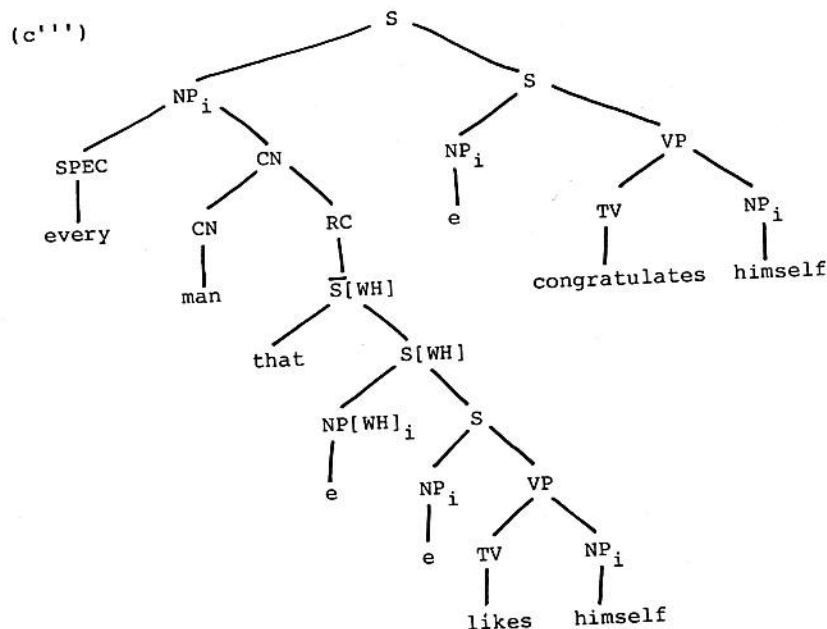 (c''') S
NP_i S
SPEC CN NP_i VP
every CN RC e TV NP_i
man S̄[WH] congratulates himself
that S[WH]
NP[WH]_i S
e NP_i VP
e TV NP_i
likes himself